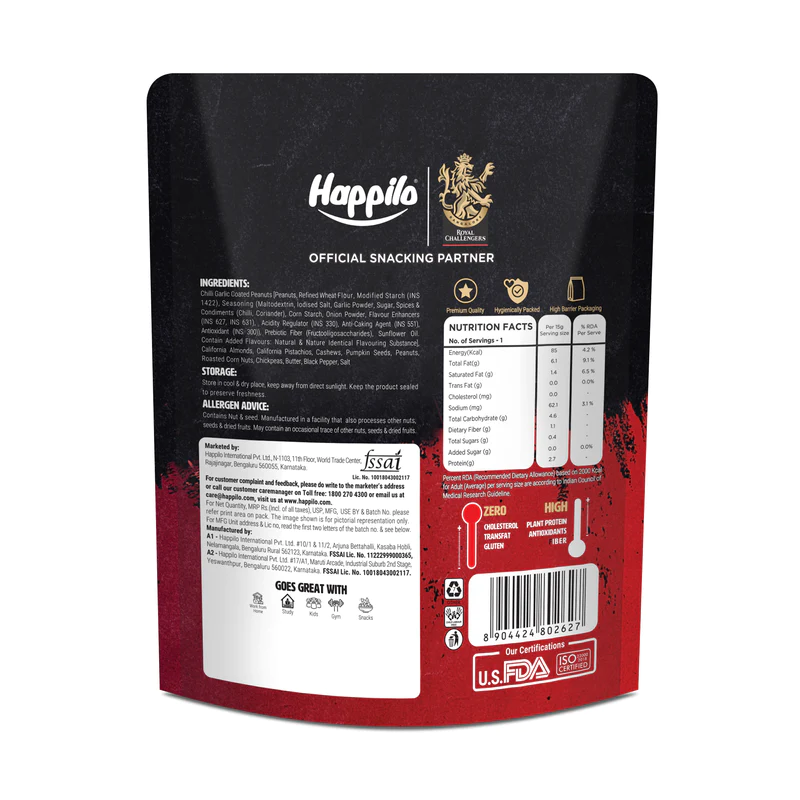 Happilo
ROYAL
CHALLENGERS
OFFICIAL SNACKING PARTNER
INGREDIENTS:
Chilli Garlic Coated Peanuts [Peanuts, Refined Wheat Flour, Modified Starch (INS
1422), Seasoning (Maltodextrin, Iodised Salt, Garlic Powder, Sugar, Spices &
Condiments (Chilli, Coriander), Corn Starch, Onion Powder, Flavour Enhancers
(INS 627, INS 631), Acidity Regulator (INS 330), Anti-Caking Agent (INS 551),
Antioxidant (INS 300)), Prebiotic Fiber (Fructooligosaccharides), Sunflower Oil.
Contain Added Flavours: Nature & Nature Identical Flavouring Substance],
California Almonds, California Pistachios, Cashews, Pumpkin Seeds, Peanuts,
Roasted Corn Nuts, Chickpeas, Butter, Black Pepper, Salt
STORAGE:
Store in cool & dry place, keep away from direct sunlight. Keep the product sealed
to preserve freshness.
ALLERGEN ADVICE:
Contains Nut & seed. Manufactured in a facility that also processes other nuts,
seeds & dried fruits. May contain an occasional trace of other nuts, seeds & dried fruits.
Marketed by:
Happilo International Pvt. Ltd., N-1103, 11th Floor, World Trade Center,
Rajajinagar, Bengaluru 560055, Karnataka.
fssai
Lic. No. 10018043002117
For customer complaint and feedback, please do write to the marketer's address
or call our customer caremanager on Toll free: 1800 270 4300 or email us at
care@happilo.com, visit us at www.happilo.com.
For Net Quantity, MRP Rs.(Incl. of all taxes), USP, MFG, USE BY & Batch No. please
refer print area on pack. The image shown is for pictorial representation only.
For MFG Unit address & Lic no, read the first two letters of the batch no. & see below.
Manufactured by:
A1 - Happilo International Pvt. Ltd. #10/1 & 11/2, Arjuna Bettahalli, Kasaba Hobli,
Nelamangala, Bengaluru Rural 562123, Karnataka. FSSAI Lic. No. 11222999000365,
A2 - Happilo International Pvt. Ltd. #17/A1, Maruti Arcade, Industrial Suburb 2nd Stage,
Yeswanthpur, Bengaluru 560022, Karnataka. FSSAI Lic. No. 10018043002117.
GOES GREAT WITH
Work from
Home
Study
Kids
Gym
Snacks
Premium Quality
Hygienically Packed
High Barrier Packaging
NUTRITION FACTS Per 15g Serving size % RDA Per Serve
No. of Servings - 1
Energy(Kcal) 85 4.2 %
Total Fat(g) 6.1 9.1 %
Saturated Fat (g) 1.4 6.5 %
Trans Fat (g) 0.0 0.0%
Cholesterol (mg) 0.0
Sodium (mg) 62.1 3.1 %
Total Carbohydrate (g) 4.6
Dietary Fiber (g) 1.1
Total Sugars (g) 0.4 -
Added Sugar (g) 0.0 0.0%
Protein(g) 2.7
Percent RDA (Recommended Dietary Allowance) based on 2000 Kcal
for Adult (Average) per serving size are according to Indian Council of
Medical Research Guideline.
ZERO
CHOLESTEROL
TRANSFAT
GLUTEN
HIGH
PLANT PROTEIN
ANTIOXIDANTS
FIBER
8 904424 802627
Our Certifications
U.S.FDA
ISO
CERTIFIED